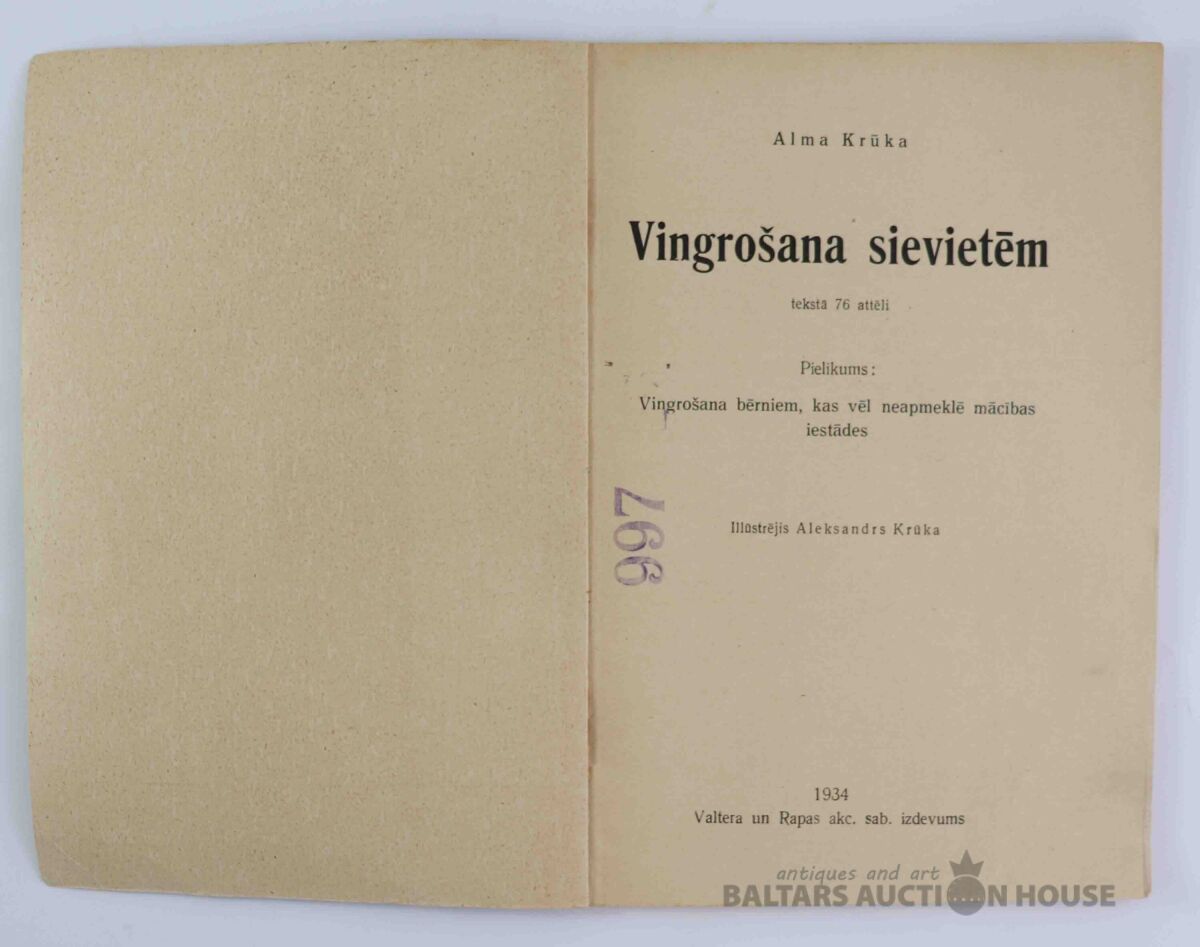 Alma Krūka
Vingrošana sievietēm
tekstā 76 attēli
Pielikums:
Vingrošana bērniem, kas vēl neapmeklē mācības
iestādes
997
Illūstrējis Aleksandrs Krūka
1934
Valtera un Rapas akc. sab. izdevums
antiques and art
BALTARS AUCTION HOUSE